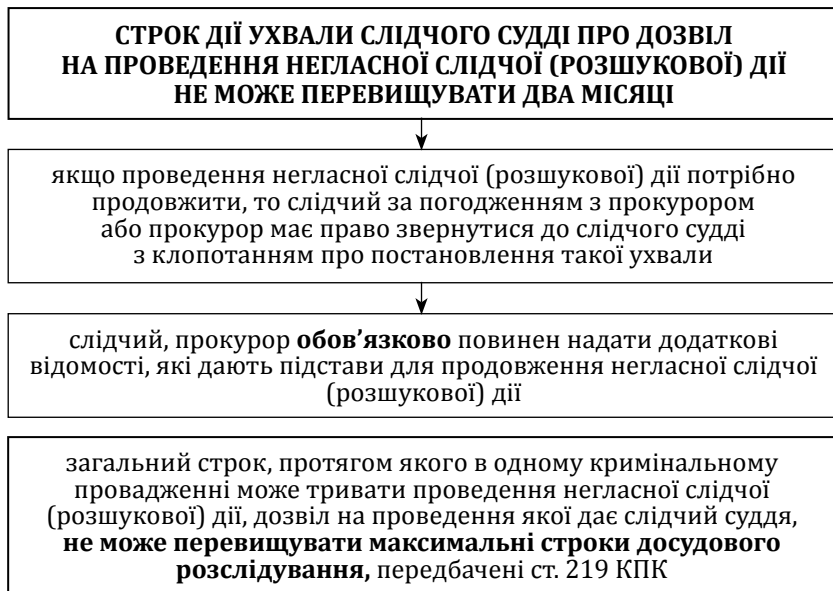 СТРОК ДІЇ УХВАЛИ СЛІДЧОГО СУДДІ ПРО ДОЗВІЛ
НА ПРОВЕДЕННЯ НЕГЛАСНОЇ СЛІДЧОЇ (РОЗШУКОВОЇ) ДІЇ
НЕ МОЖЕ ПЕРЕВИЩУВАТИ ДВА МІСЯЦІ
якщо проведення негласної слідчої (розшукової) дії потрібно
продовжити, то слідчий за погодженням з прокурором
або прокурор має право звернутися до слідчого судді
з клопотанням про постановлення такої ухвали
слідчий, прокурор обов’язково повинен надати додаткові
відомості, які дають підстави для продовження негласної слідчої
(розшукової) дії
загальний строк, протягом якого в одному кримінальному
провадженні може тривати проведення негласної слідчої
(розшукової) дії, дозвіл на проведення якої дає слідчий суддя,
не може перевищувати максимальні строки досудового
розслідування, передбачені ст. 219 КПК